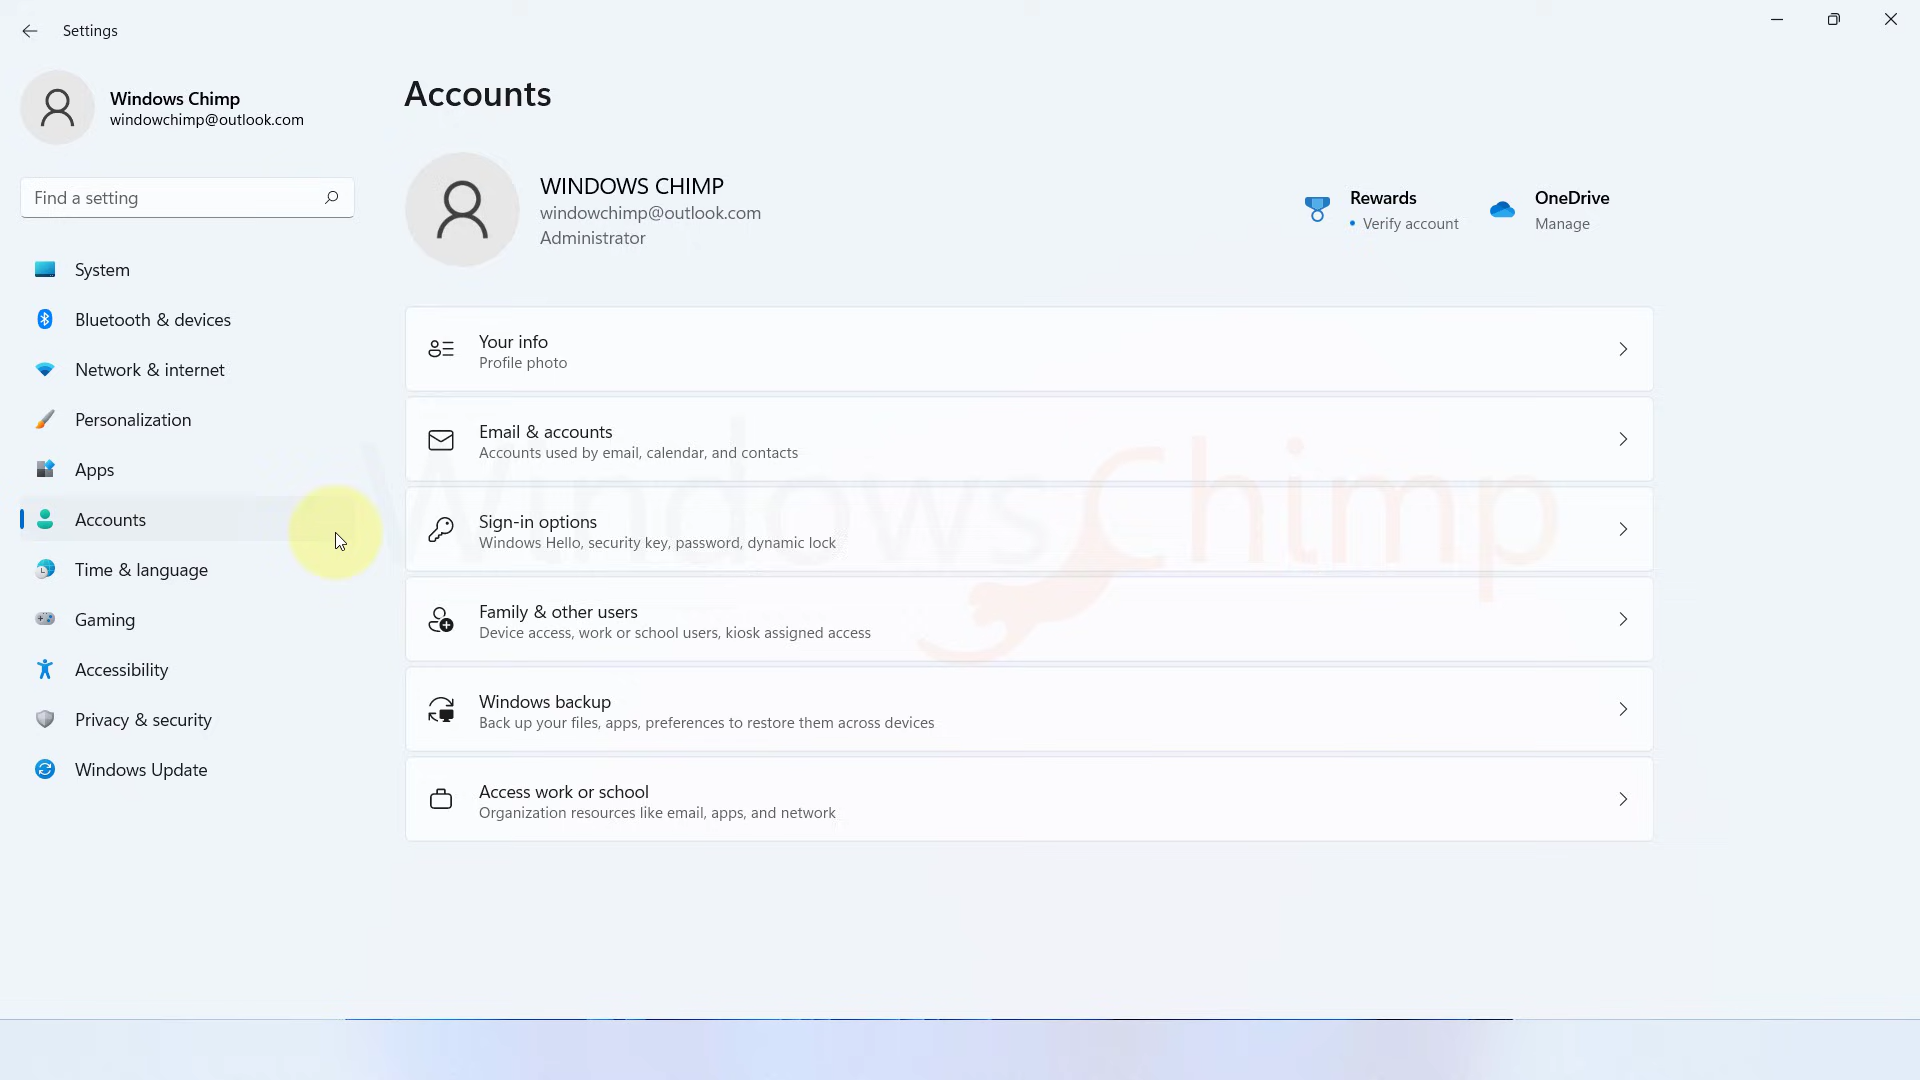 Settings
Windows Chimp
windowchimp@outlook.com
Find a setting
System
Bluetooth & devices
Network & internet
Personalization
Apps
Accounts
Time & language
Gaming
Accessibility
Privacy & security
Windows Update
Accounts
WINDOWS CHIMP
windowchimp@outlook.com
Administrator
Rewards
• Verify account
OneDrive
Manage
Your info
Profile photo
Email & accounts
Accounts used by email, calendar, and contacts
Sign-in options
Windows Hello, security key, password, dynamic lock
Family & other users
Device access, work or school users, kiosk assigned access
Windows backup
Back up your files, apps, preferences to restore them across devices
Access work or school
Organization resources like email, apps, and network
WindowsChimp